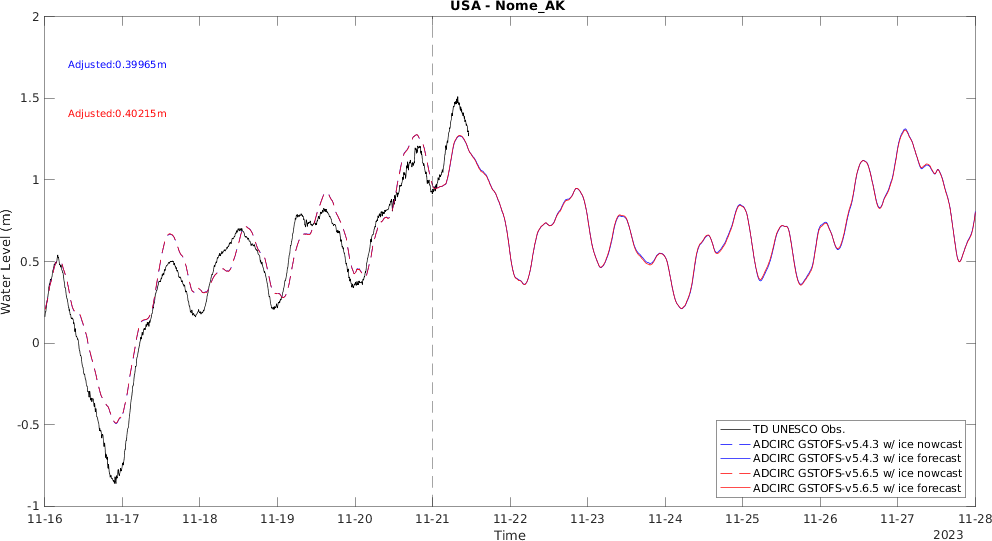 USA - Nome_AK
2
1.5
1
0.5
0
-0.5
-1
Water Level (m)
Adjusted:0.39965m
Adjusted:0.40215m
TD UNESCO Obs.
ADCIRC GSTOFS-v5.4.3 w/ ice nowcast
ADCIRC GSTOFS-v5.4.3 w/ ice forecast
ADCIRC GSTOFS-v5.6.5 w/ ice nowcast
ADCIRC GSTOFS-v5.6.5 w/ ice forecast
11-16 11-17 11-18 11-19 11-20 11-21 11-22 11-23 11-24 11-25 11-26 11-27 11-28
Time
2023